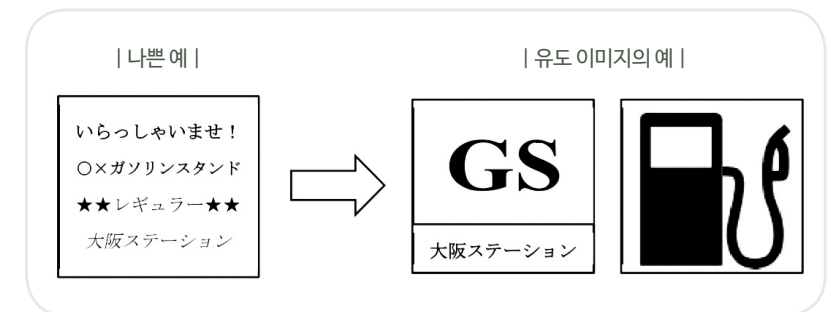 | 나쁜 예 |
| 유도 이미지의 예 |
いらっしゃいませ！
○×ガソリンスタンド
★★レギュラー★★
大阪ステーション
GS
大阪ステーション